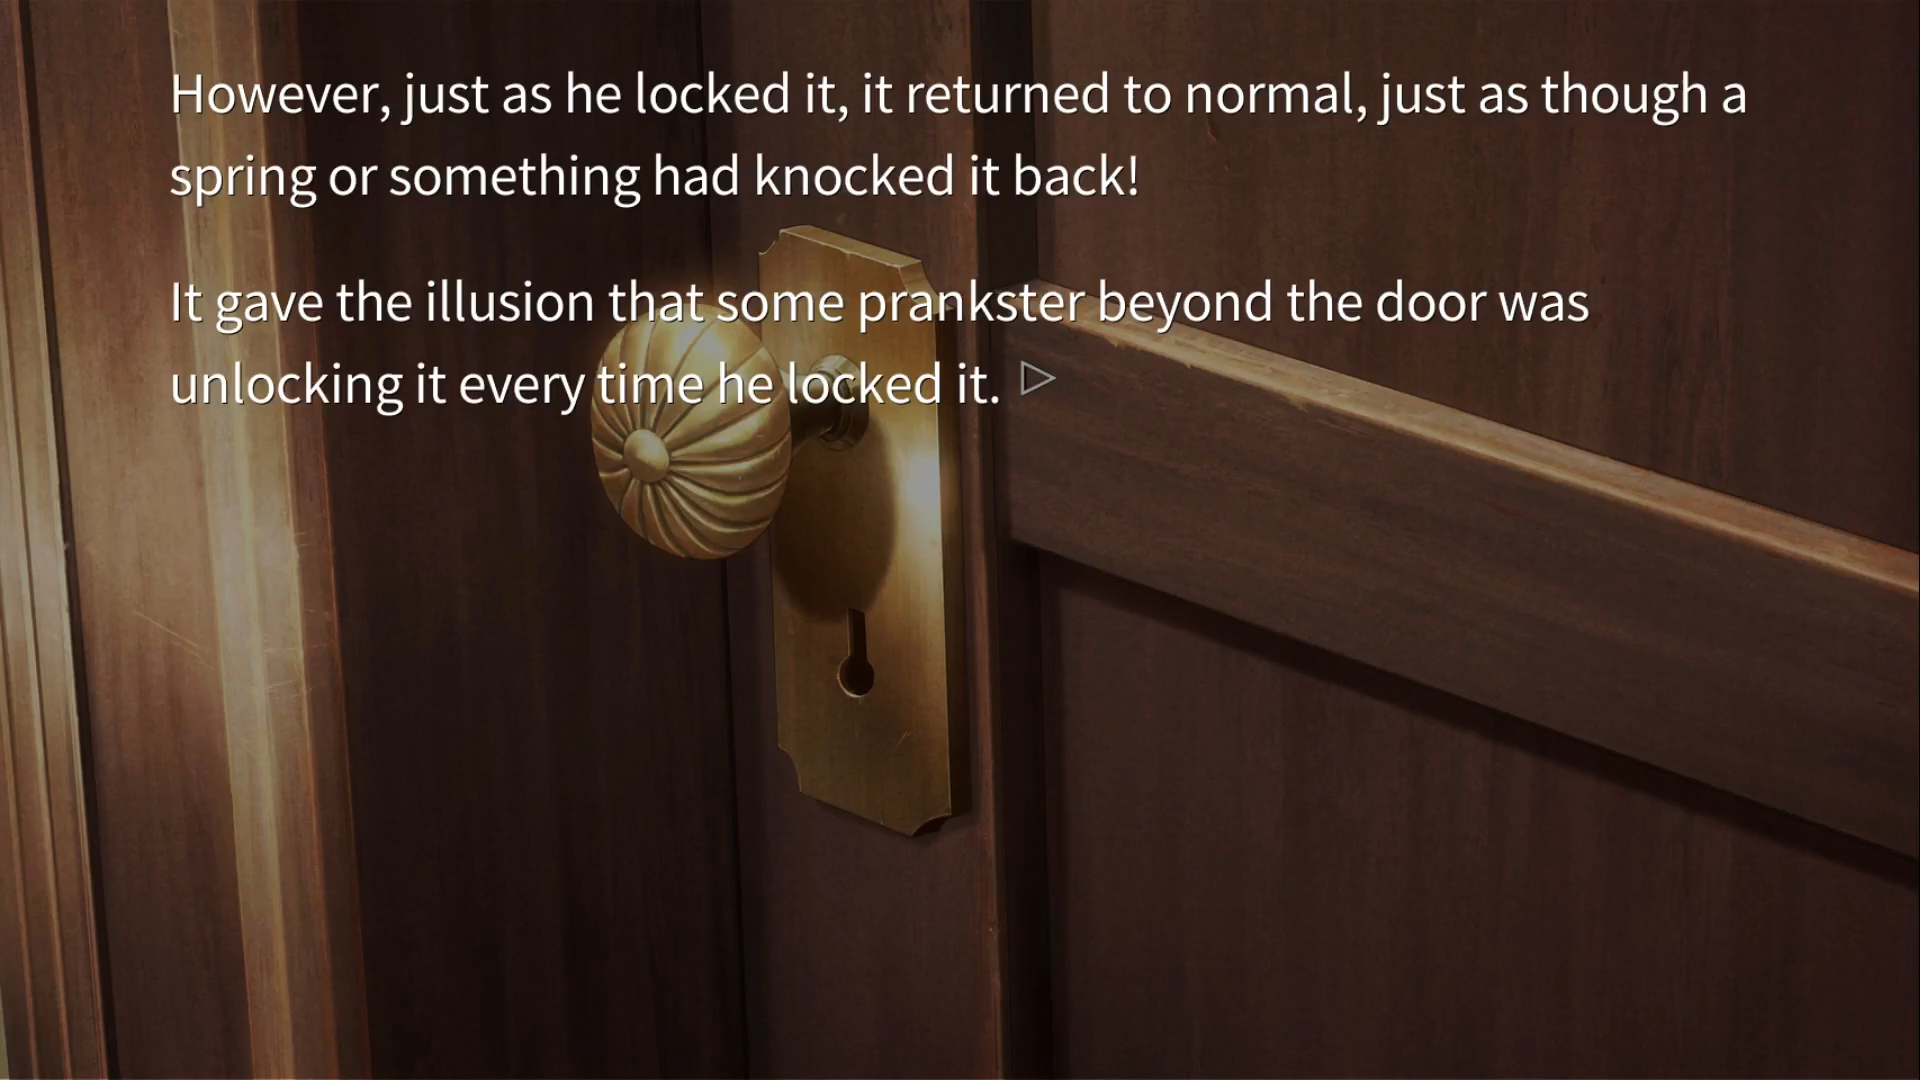 However, just as he locked it, it returned to normal, just as though a
spring or something had knocked it back!
It gave the illusion that some prankster beyond the door was
unlocking it every time he locked it.